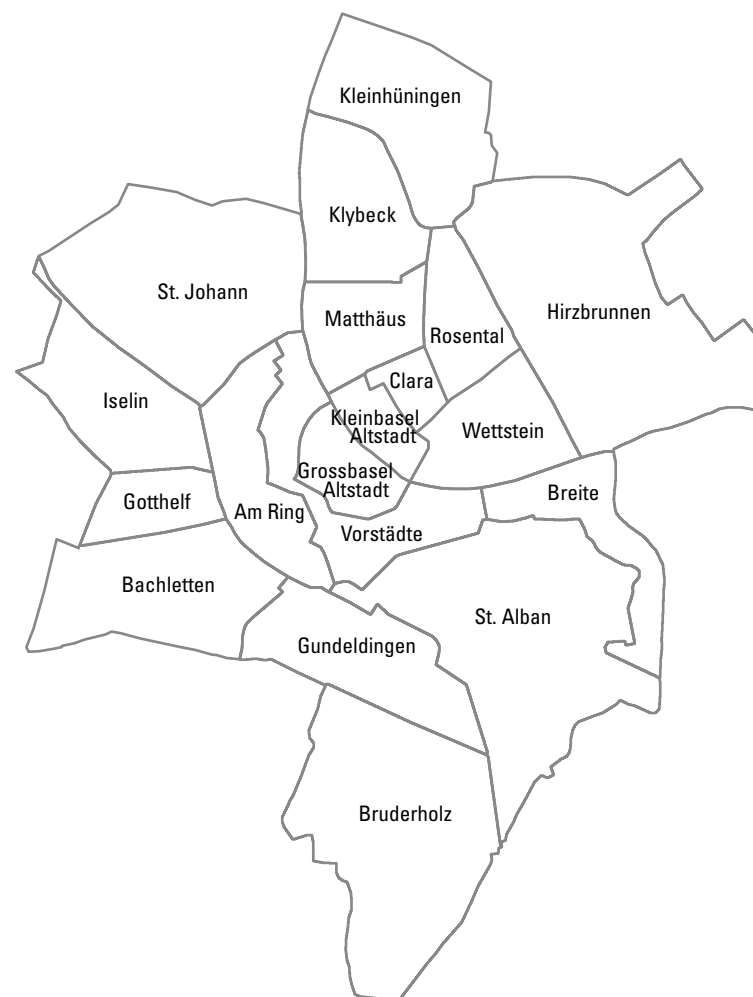 Kleinhüningen
Klybeck
St. Johann
Hirzbrunnen
Matthäus
Rosental
Clara
Iselin
Kleinbasel
Altstadt
Wettstein
Grossbasel
Altstadt
Breite
Gotthelf
Am Ring
Vorstädte
Bachletten
St. Alban
Gundeldingen
Bruderholz